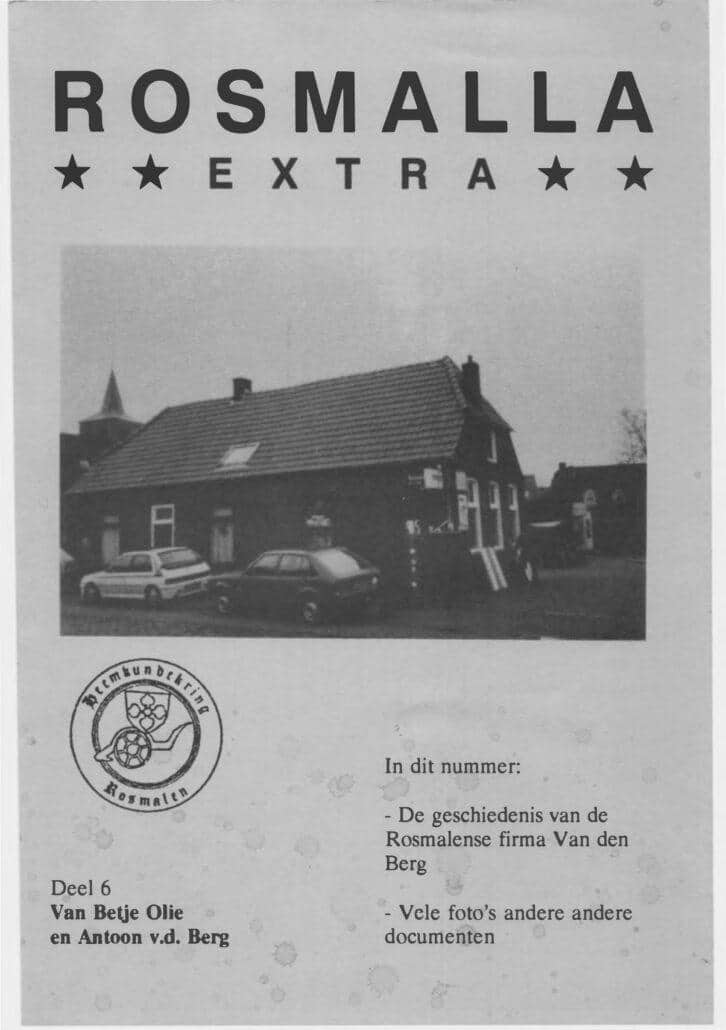 ROSMALLA
★ ★ EXTRA ★ ★
Heemkundekring
Rosmalen
Deel 6
Van Betje Olie
en Antoon v.d. Berg
In dit nummer:
- De geschiedenis van de
Rosmalense firma Van den
Berg
- Vele foto's andere andere
documenten